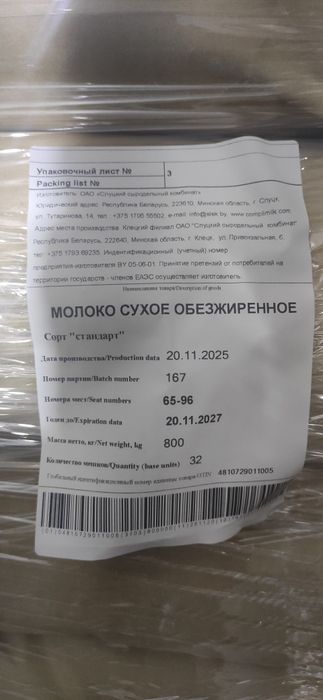 Упаковочный лист № 3
Packing list №
Изготовитель: ОАО «Слуцкий сыродельный комбинат»
Юридический адрес: Республика Беларусь, 223610, Минская область, г. Слуцк,
ул. Тутаринова, 14, тел. +375 1795 55502, e-mail: info@slsk.by, www.complimilk.com
Адрес места производства: Клецкий филиал ОАО "Слуцкий сыродельный комбинат"
Республика Беларусь, 222640, Минская область, г. Клецк, ул. Привокзальная, 6,
тел. +375 1793 69235. Индентификационный (учетный) номер
предприятия-изготовителя BY 05-06-01. Принятие претензий от потребителей на
территории государств - членов ЕАЭС осуществляет изготовитель.
Наименование товара/Description of goods
МОЛОКО СУХОЕ ОБЕЗЖИРЕННОЕ
Сорт "стандарт"
Дата производства/Production data 20.11.2025
Номер партии/Batch number 167
Номера мест/Seat numbers 65-96
Годен до/Expiration data 20.11.2027
Масса нетто, кг/Net weight, kg 800
Количество мешков/Quantity (base units) 32
Глобальный идентификационный номер единицы товара/GTIN 4810729011005